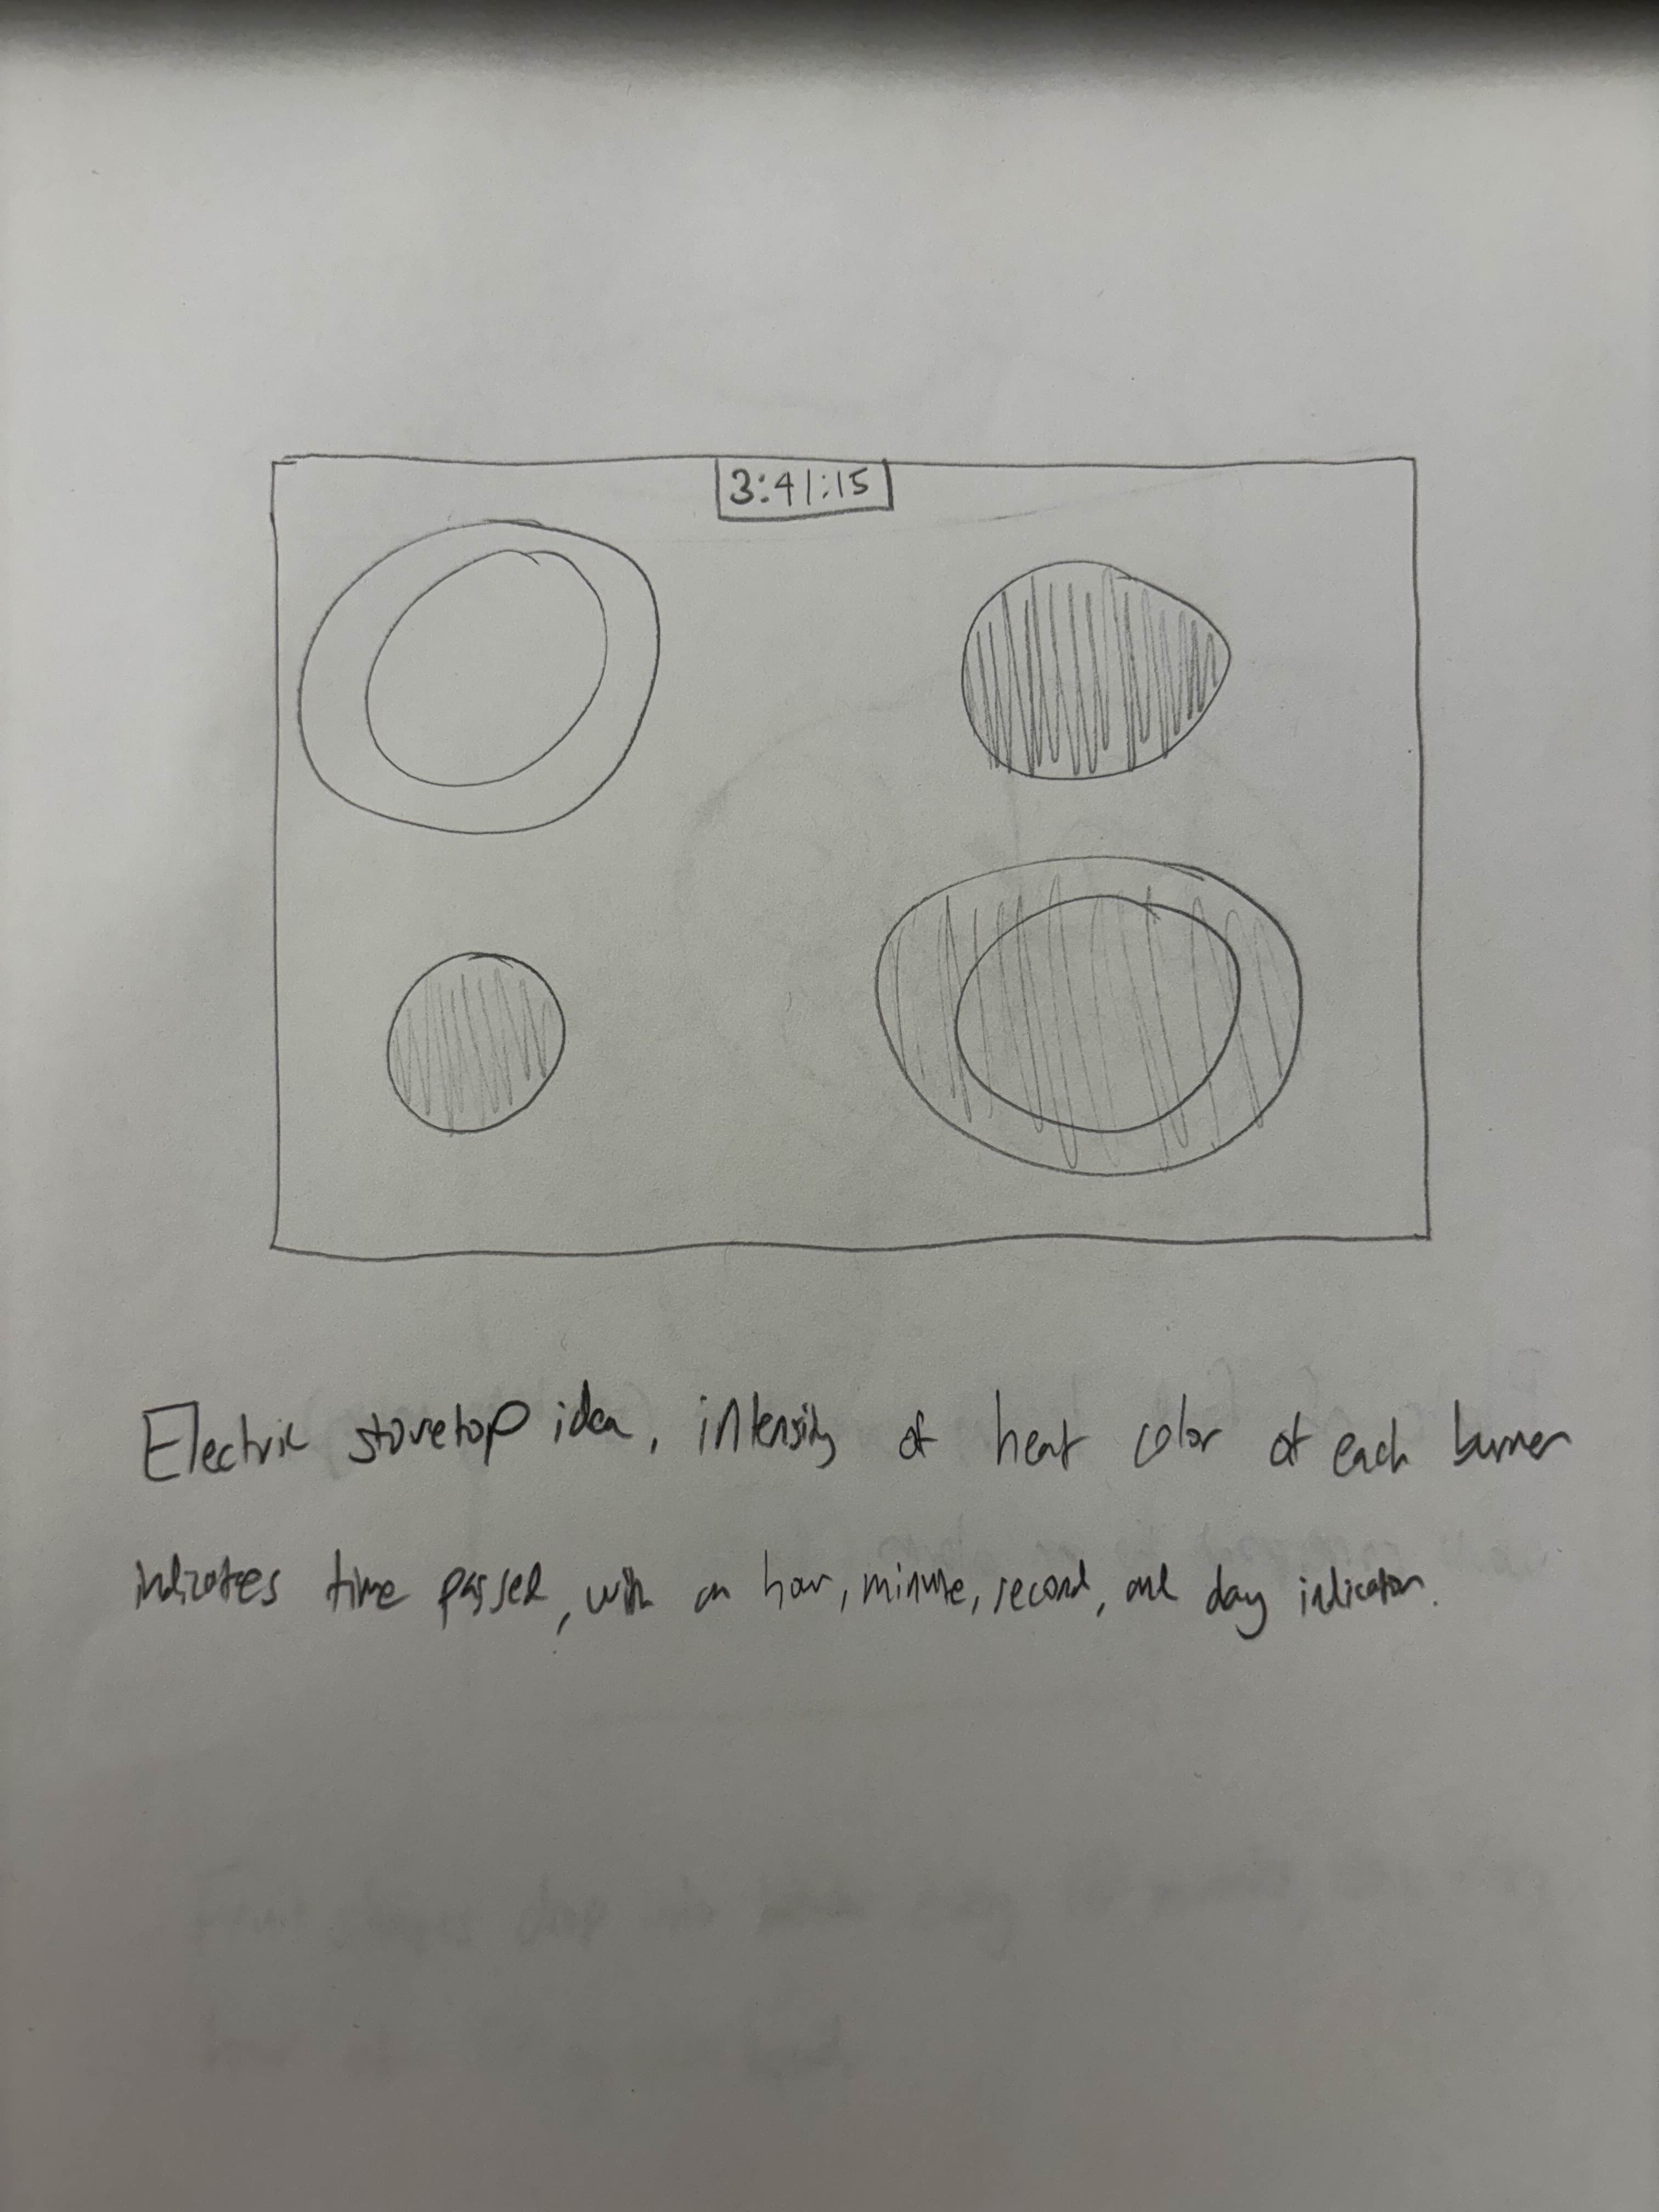 3:41:15
Electric stovetop idea, intensity of heat color of each burner
indicates time passed, with an hour, minute, second, and day indicator.